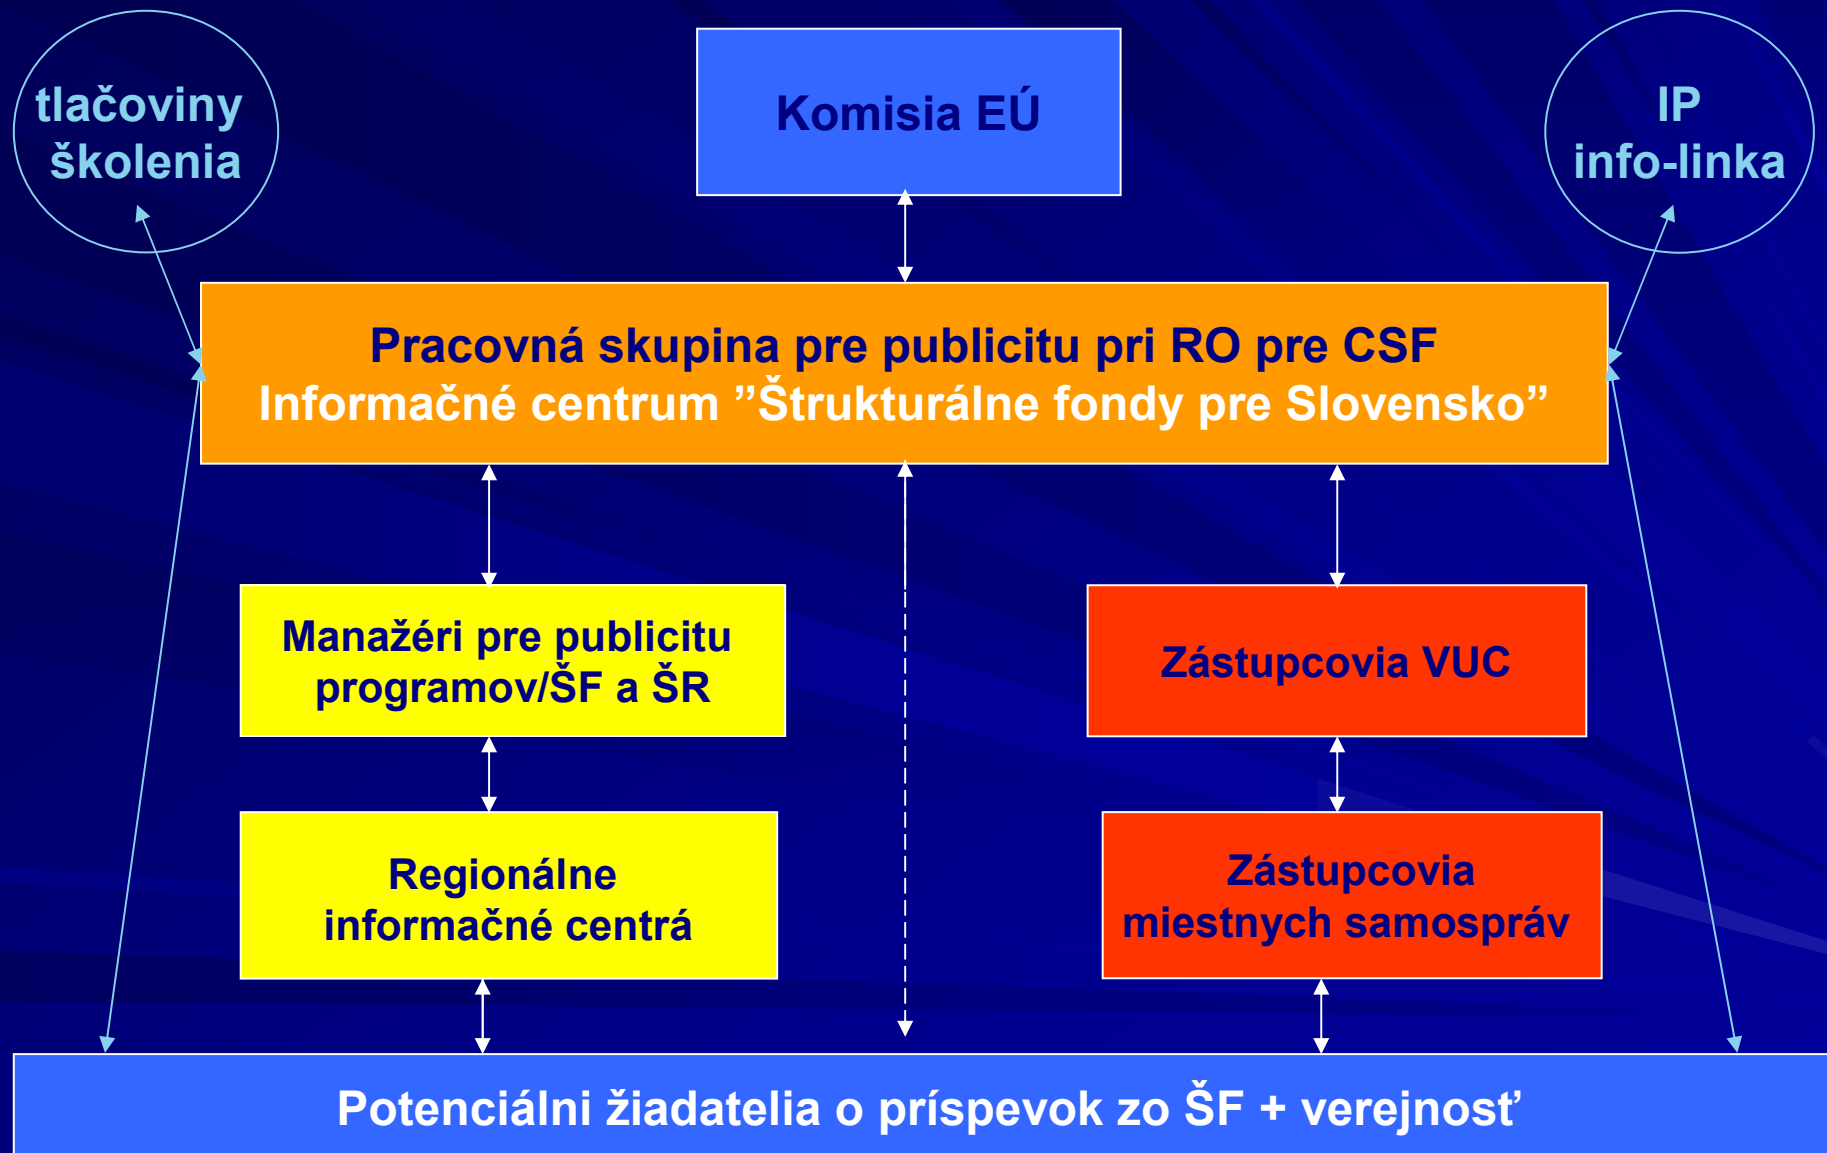 tlačoviny
školenia
Komisia EÚ
IP
info-linka
Pracovná skupina pre publicitu pri RO pre CSF
Informačné centrum ”Štrukturálne fondy pre Slovensko”
Manažéri pre publicitu
programov/ŠF a ŠR
Zástupcovia VUC
Regionálne
informačné centrá
Zástupcovia
miestnych samospráv
Potenciálni žiadatelia o príspevok zo ŠF + verejnosť